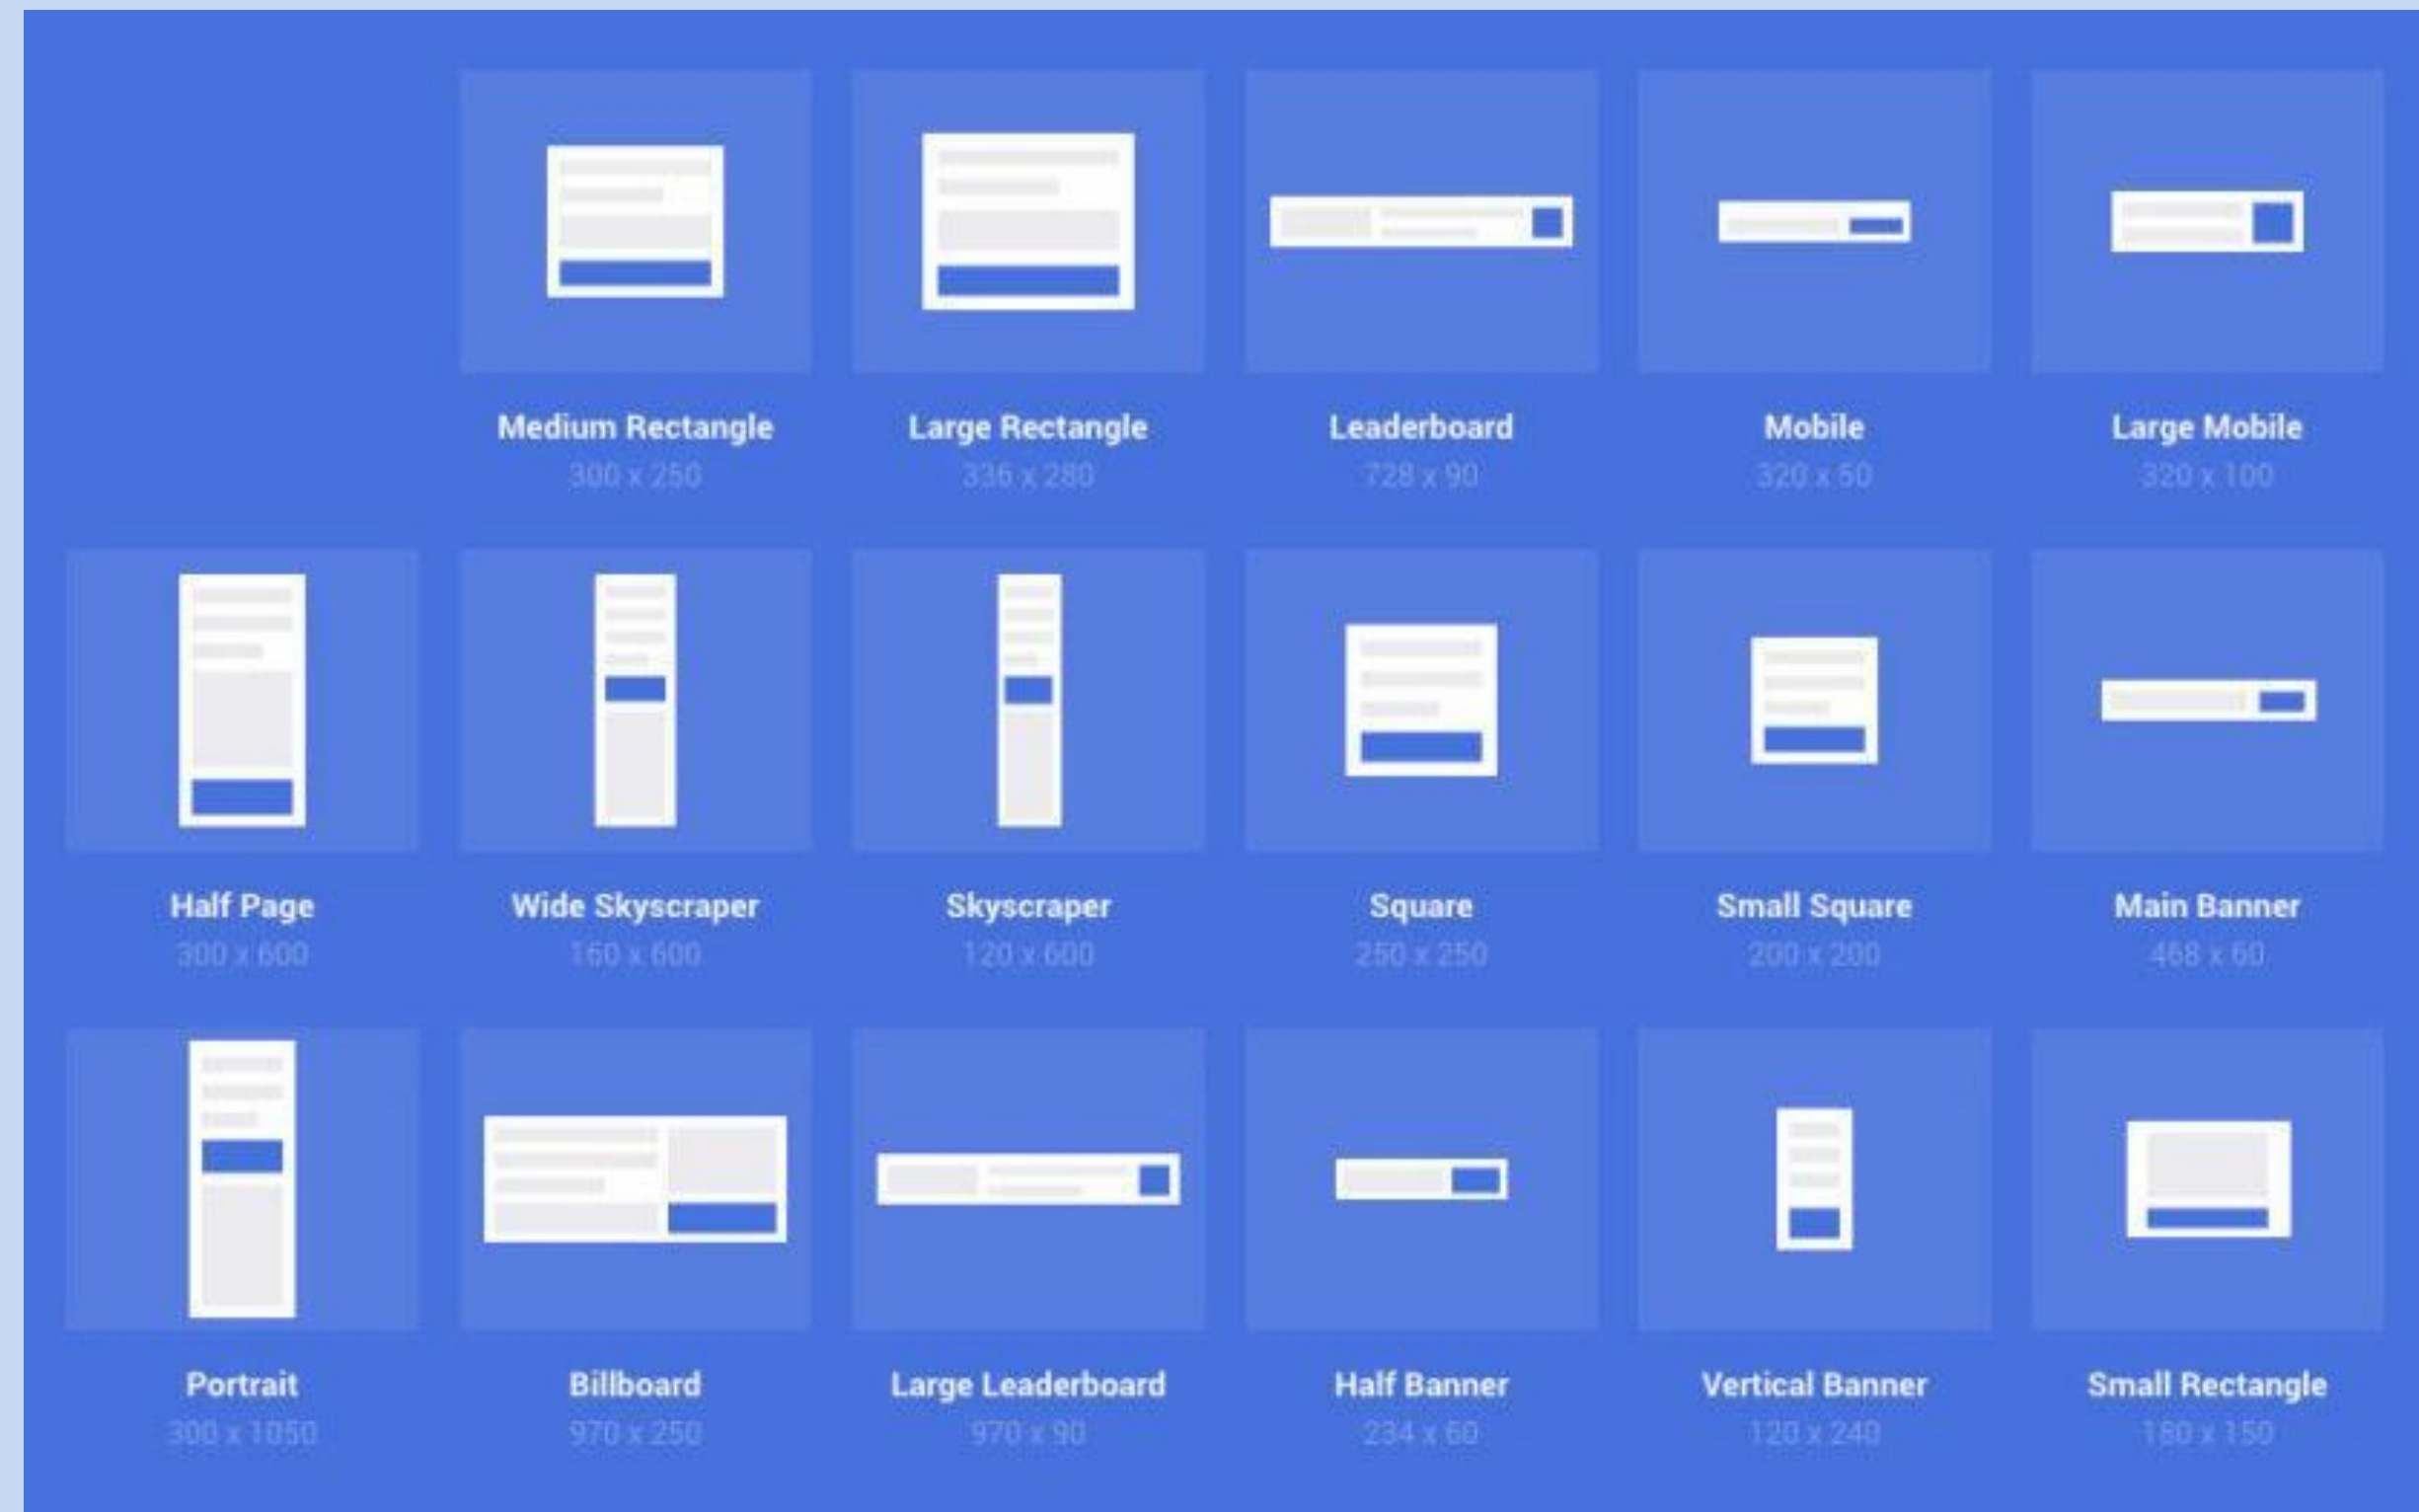 Medium Rectangle
300 x 250
Large Rectangle
336 x 280
Leaderboard
728 x 90
Mobile
320 x 50
Large Mobile
320 x 100
Half Page
300 x 600
Wide Skyscraper
160 x 600
Skyscraper
120 x 600
Square
250 x 250
Small Square
200 x 200
Main Banner
468 x 60
Portrait
300 x 1050
Billboard
970 x 250
Large Leaderboard
970 x 90
Half Banner
234 x 60
Vertical Banner
120 x 240
Small Rectangle
180 x 150